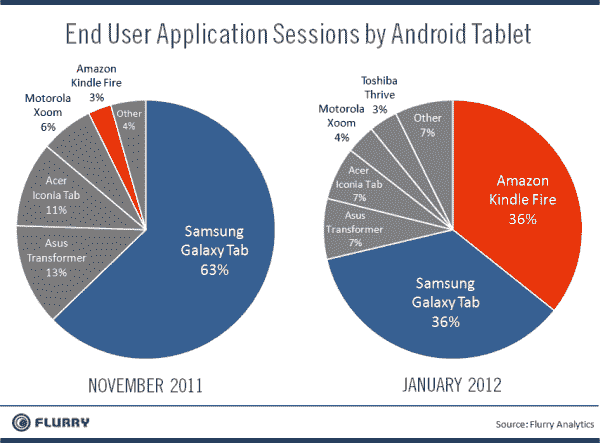 End User Application Sessions by Android Tablet
Amazon
Kindle Fire
3%
Motorola
Xoom
6%
Other
4%
Acer
Iconia Tab
11%
Asus
Transformer
13%
Samsung
Galaxy Tab
63%
NOVEMBER 2011
Toshiba
Thrive
3%
Motorola
Xoom
4%
Other
7%
Acer
Iconia Tab
7%
Asus
Transformer
7%
Amazon
Kindle Fire
36%
Samsung
Galaxy Tab
36%
JANUARY 2012
FLURRY
Source: Flurry Analytics